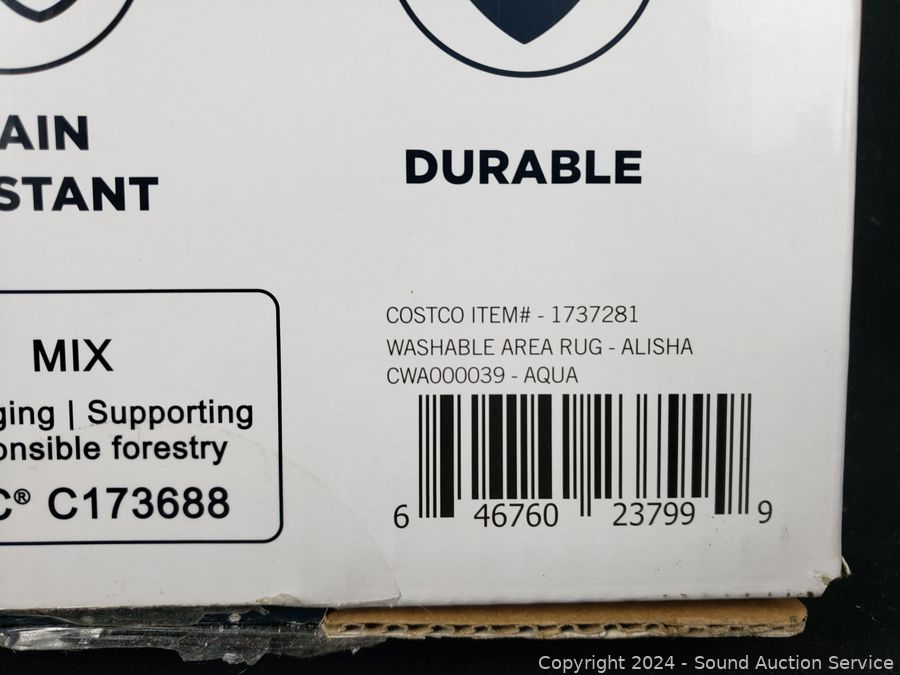 AIN
STANT
DURABLE
MIX
ging | Supporting
onsible forestry
C® C173688
COSTCO ITEM# - 1737281
WASHABLE AREA RUG - ALISHA
CWA000039 - AQUA
6 46760 23799 9
Copyright 2024 - Sound Auction Service